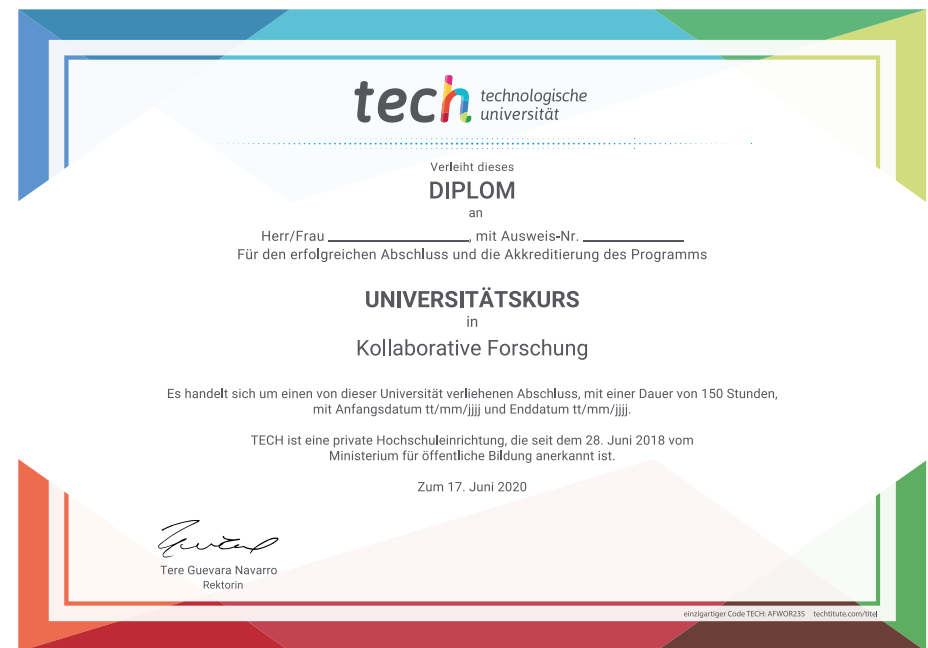 tech technologische
universität
Verleiht dieses
DIPLOM
an
Herr/Frau ____________________, mit Ausweis-Nr. ______________
Für den erfolgreichen Abschluss und die Akkreditierung des Programms
UNIVERSITÄTSKURS
in
Kollaborative Forschung
Es handelt sich um einen von dieser Universität verliehenen Abschluss, mit einer Dauer von 150 Stunden,
mit Anfangsdatum tt/mm/jjjj und Enddatum tt/mm/jjjj.
TECH ist eine private Hochschuleinrichtung, die seit dem 28. Juni 2018 vom
Ministerium für öffentliche Bildung anerkannt ist.
Zum 17. Juni 2020
Tere Guevara Navarro
Rektorin
einzigartiger Code TECH: AFWOR23S techtitute.com/titel